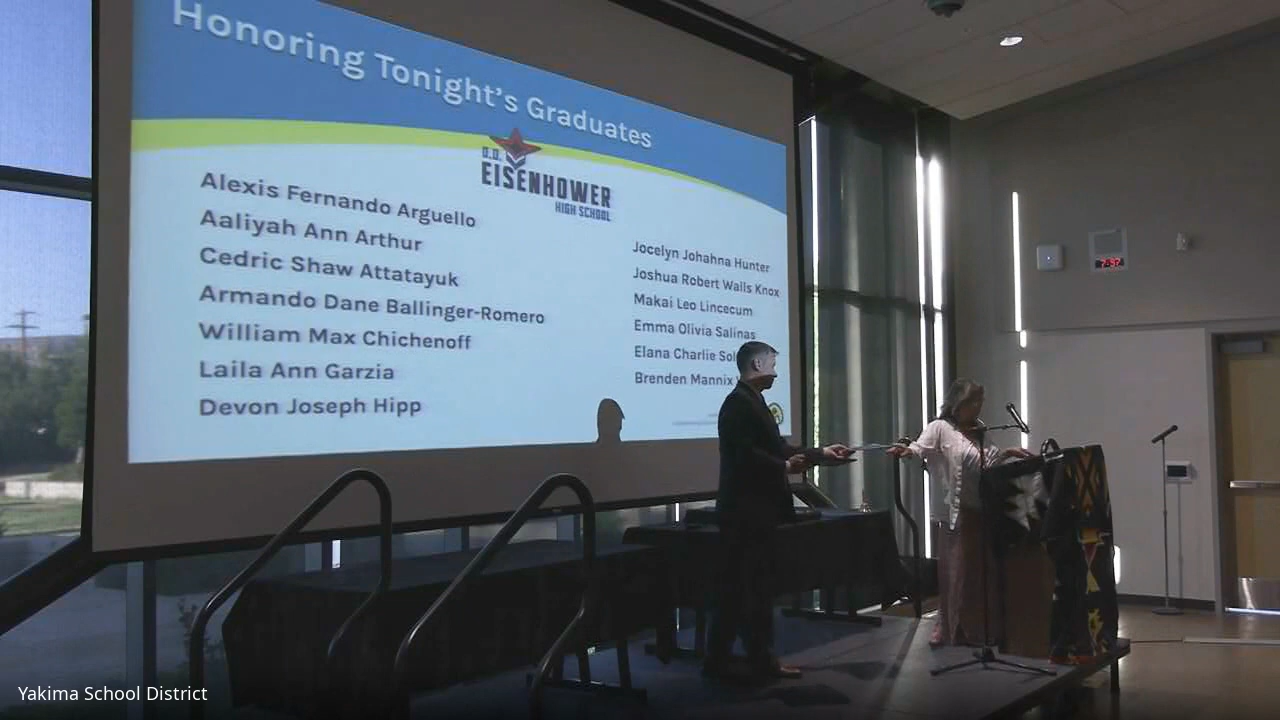 Honoring Tonight's Graduates
D.D.
EISENHOWER
HIGH SCHOOL
Alexis Fernando Arguello
Aaliyah Ann Arthur
Cedric Shaw Attatayuk
Armando Dane Ballinger-Romero
William Max Chichenoff
Laila Ann Garzia
Devon Joseph Hipp
Jocelyn Johahna Hunter
Joshua Robert Walls Knox
Makai Leo Lincecum
Emma Olivia Salinas
Elana Charlie
Brenden Mannix
Yakima School District